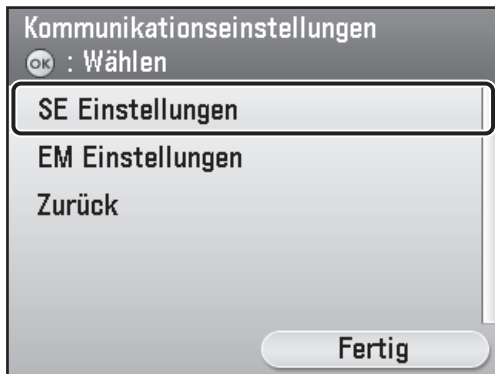 Kommunikationseinstellungen
OK : Wählen
SE Einstellungen
EM Einstellungen
Zurück
Fertig